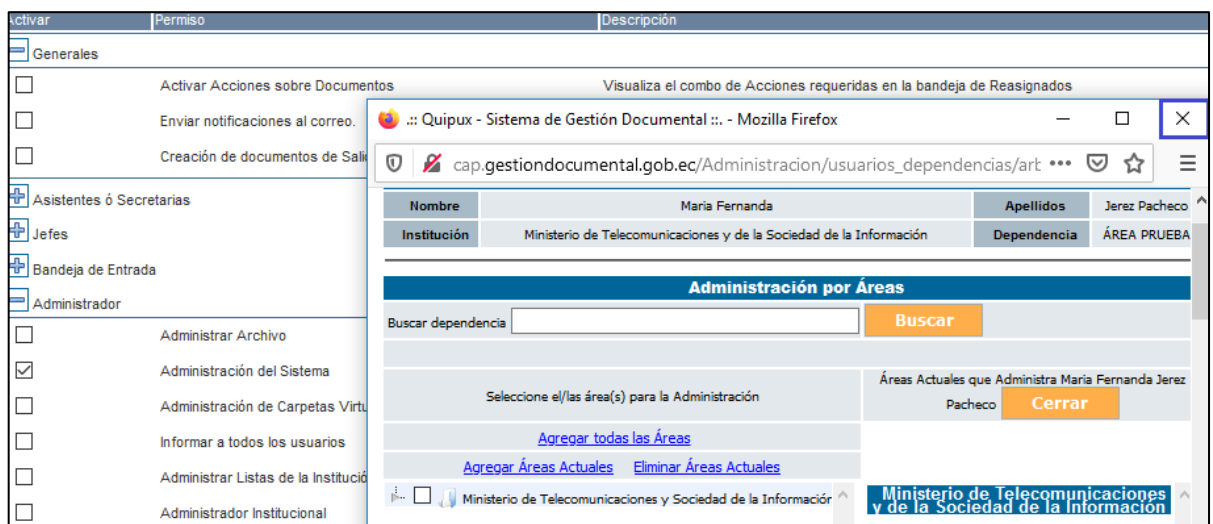 Activar Permiso Descripción
Generales
Activar Acciones sobre Documentos Visualiza el combo de Acciones requeridas en la bandeja de Reasignados
Enviar notificaciones al correo.
Creación de documentos de Sali
Asistentes ó Secretarias
Jefes
Bandeja de Entrada
Administrador
Administrar Archivo
Administración del Sistema
Administración de Carpetas Virtu
Informar a todos los usuarios
Administrar Listas de la Institució
Administrador Institucional
.:: Quipux - Sistema de Gestión Documental ::. - Mozilla Firefox
cap.gestiondocumental.gob.ec/Administracion/usuarios_dependencias/art
Nombre Maria Fernanda Apellidos Jerez Pacheco
Institución Ministerio de Telecomunicaciones y de la Sociedad de la Información Dependencia ÁREA PRUEBA
Administración por Áreas
Buscar dependencia Buscar
Seleccione el/las área(s) para la Administración
Áreas Actuales que Administra Maria Fernanda Jerez
Pacheco Cerrar
Agregar todas las Áreas
Agregar Áreas Actuales Eliminar Áreas Actuales
Ministerio de Telecomunicaciones y Sociedad de la Información
Ministerio de Telecomunicaciones
y de la Sociedad de la Información